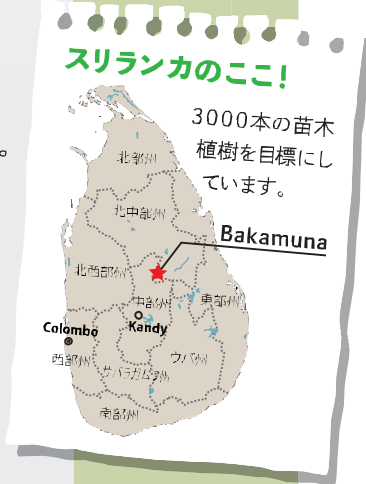 。
スリランカのここ！
3000本の苗木
植樹を目標にし
ています。
北部州
北中部州
Bakamuna
北西部州
中部州
東部州
Colombo
Kandy
西部州
ウバ州
サバラガムワ州
南部州